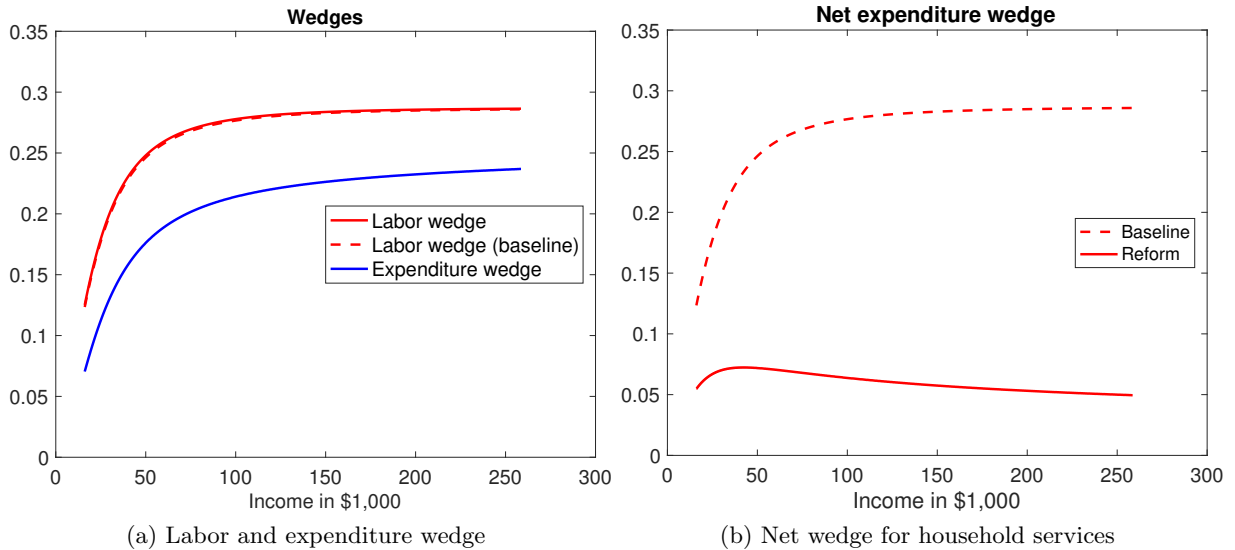 Wedges
0.35
0.3
0.25
0.2
0.15
0.1
0.05
0
0
50
100
150
200
250
300
Income in $1,000
Labor wedge
Labor wedge (baseline)
Expenditure wedge
(a) Labor and expenditure wedge
Net expenditure wedge
0.35
0.3
0.25
0.2
0.15
0.1
0.05
0
0
50
100
150
200
250
300
Income in $1,000
Baseline
Reform
(b) Net wedge for household services